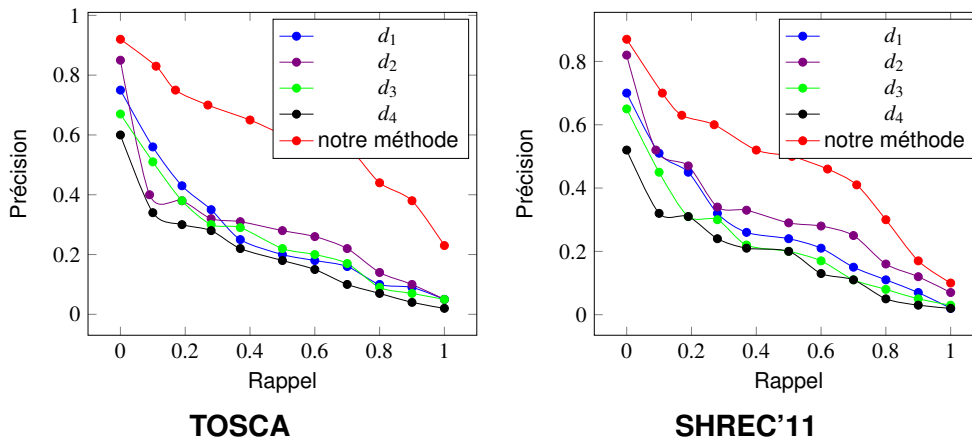 1
0.8
0.6
0.4
0.2
0
0 0.2 0.4 0.6 0.8 1
Précision
Rappel
d1
d2
d3
d4
notre méthode
TOSCA
0.8
0.6
0.4
0.2
0
0 0.2 0.4 0.6 0.8 1
Précision
Rappel
d1
d2
d3
d4
notre méthode
SHREC'11